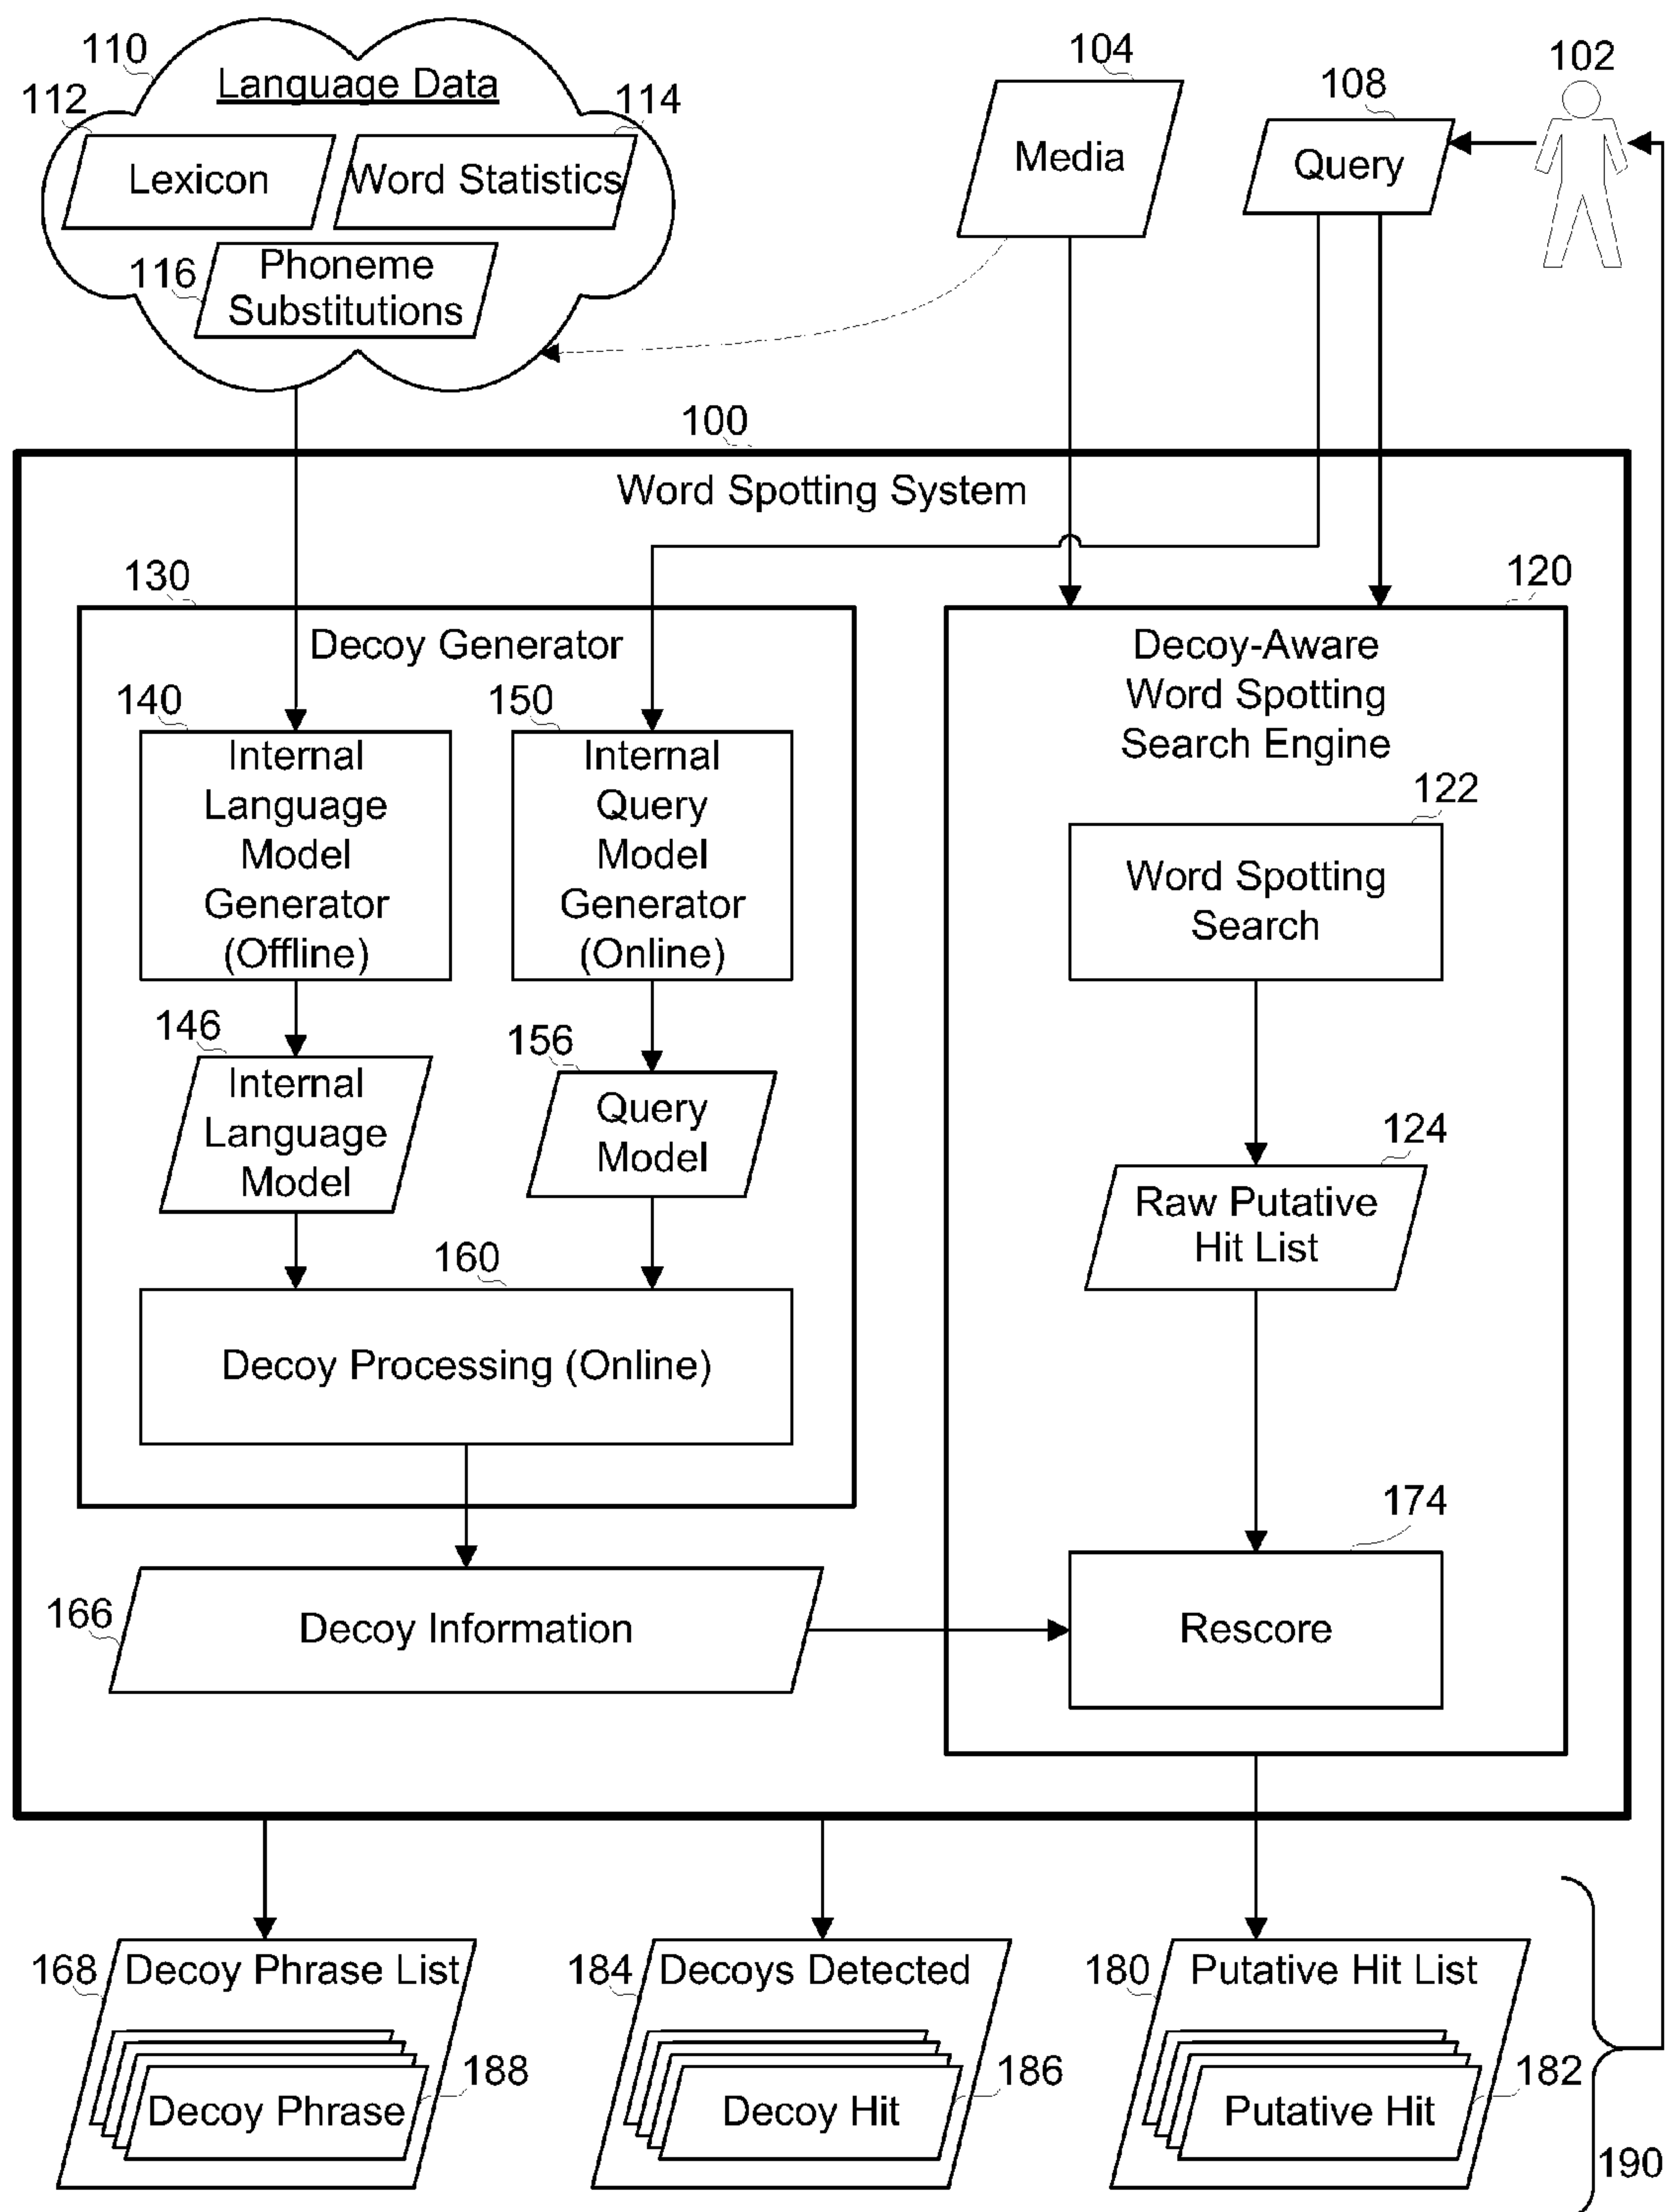 110
Language Data
112
114
Lexicon
Word Statistics
116
Phoneme
Substitutions
104
Media
108
Query
102
100
Word Spotting System
130
Decoy Generator
140
Internal
Language
Model
Generator
(Offline)
150
Internal
Query
Model
Generator
(Online)
146
Internal
Language
Model
156
Query
Model
160
Decoy Processing (Online)
166
Decoy Information
120
Decoy-Aware
Word Spotting
Search Engine
122
Word Spotting
Search
124
Raw Putative
Hit List
174
Rescore
168
Decoy Phrase List
188
Decoy Phrase
184
Decoys Detected
186
Decoy Hit
180
Putative Hit List
182
Putative Hit
190